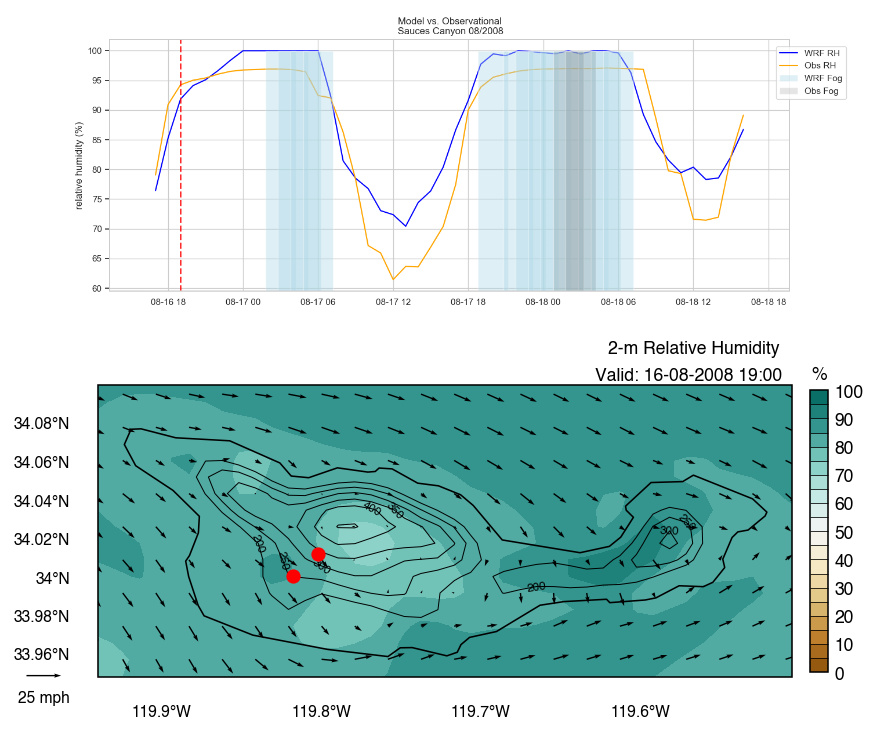 Model vs. Observational
Sauces Canyon 08/2008
relative humidity (%)
100
95
90
85
80
75
70
65
60
08-16 18
08-17 00
08-17 06
08-17 12
08-17 18
08-18 00
08-18 06
08-18 12
08-18 18
WRF RH
Obs RH
WRF Fog
Obs Fog
2-m Relative Humidity
Valid: 16-08-2008 19:00
%
34.08°N
34.06°N
34.04°N
34.02°N
34°N
33.98°N
33.96°N
25 mph
119.9°W
119.8°W
119.7°W
119.6°W
100
90
80
70
60
50
40
30
20
10
0
400
350
200
250
300
200
250
300